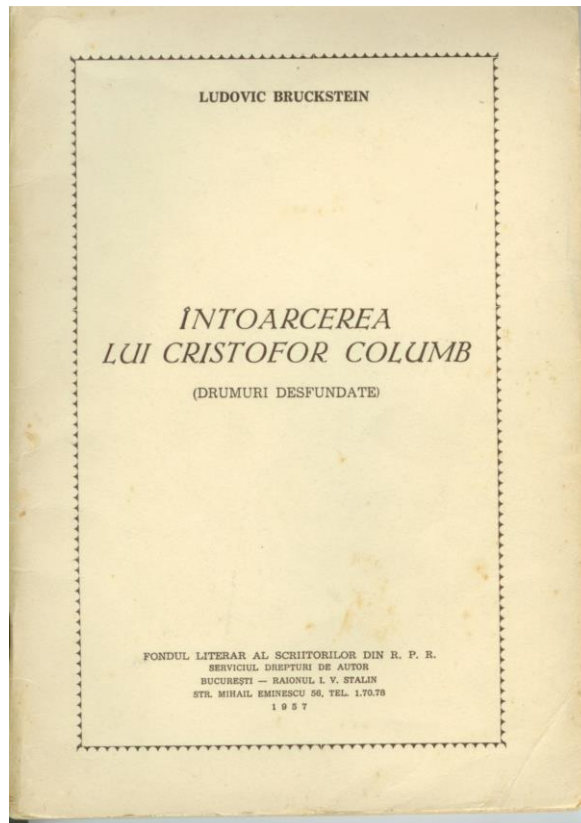 LUDOVIC BRUCKSTEIN
ÎNTOARCEREA
LUI CRISTOFOR COLUMB
(DRUMURI DESFUNDATE)
FONDUL LITERAR AL SCRIITORILOR DIN R. P. R.
SERVICIUL DREPTURI DE AUTOR
BUCUREȘTI — RAIONUL I. V. STALIN
STR. MIHAIL EMINESCU 56, TEL. 1.70.78
1957